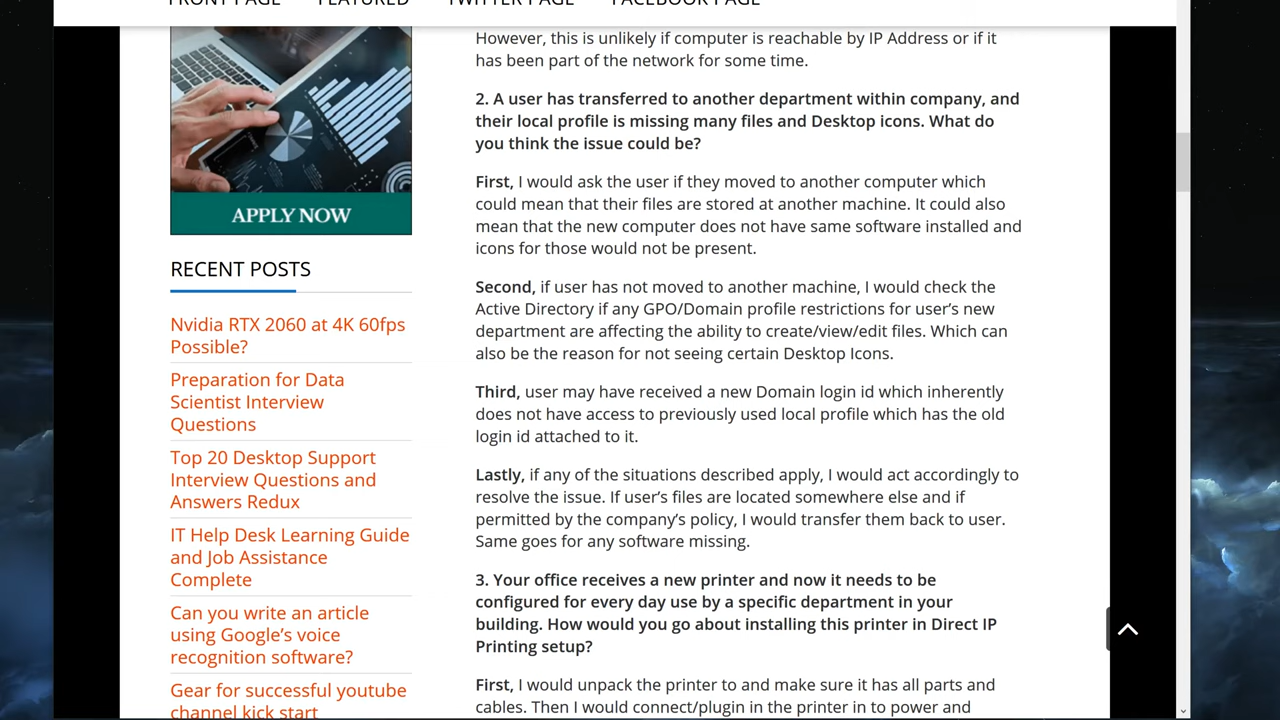 FRONT PAGE FEATURED TWITTER PAGE FACEBOOK PAGE
APPLY NOW
RECENT POSTS
Nvidia RTX 2060 at 4K 60fps
Possible?
Preparation for Data
Scientist Interview
Questions
Top 20 Desktop Support
Interview Questions and
Answers Redux
IT Help Desk Learning Guide
and Job Assistance
Complete
Can you write an article
using Google's voice
recognition software?
Gear for successful youtube
channel kick start
However, this is unlikely if computer is reachable by IP Address or if it
has been part of the network for some time.
2. A user has transferred to another department within company, and
their local profile is missing many files and Desktop icons. What do
you think the issue could be?
First, I would ask the user if they moved to another computer which
could mean that their files are stored at another machine. It could also
mean that the new computer does not have same software installed and
icons for those would not be present.
Second, if user has not moved to another machine, I would check the
Active Directory if any GPO/Domain profile restrictions for user's new
department are affecting the ability to create/view/edit files. Which can
also be the reason for not seeing certain Desktop Icons.
Third, user may have received a new Domain login id which inherently
does not have access to previously used local profile which has the old
login id attached to it.
Lastly, if any of the situations described apply, I would act accordingly to
resolve the issue. If user's files are located somewhere else and if
permitted by the company's policy, I would transfer them back to user.
Same goes for any software missing.
3. Your office receives a new printer and now it needs to be
configured for every day use by a specific department in your
building. How would you go about installing this printer in Direct IP
Printing setup?
First, I would unpack the printer to and make sure it has all parts and
cables. Then I would connect/plugin in the printer in to power and